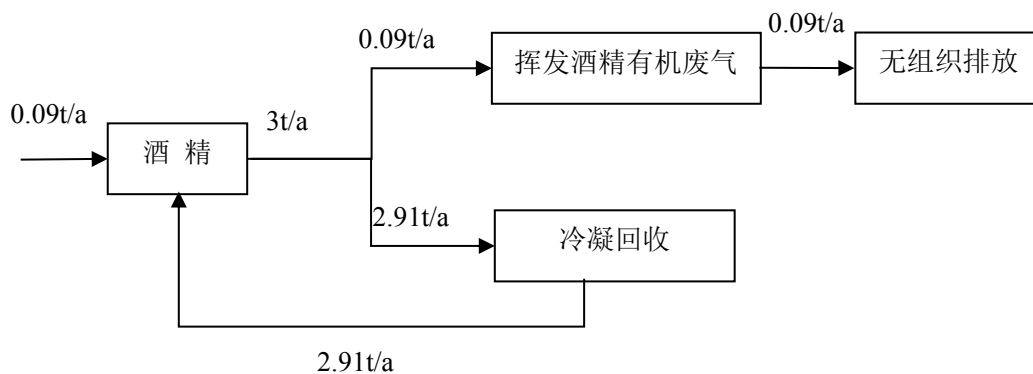 0.09t/a
0.09t/a
挥发酒精有机废气
无组织排放
0.09t/a
3t/a
酒 精
2.91t/a
冷凝回收
2.91t/a